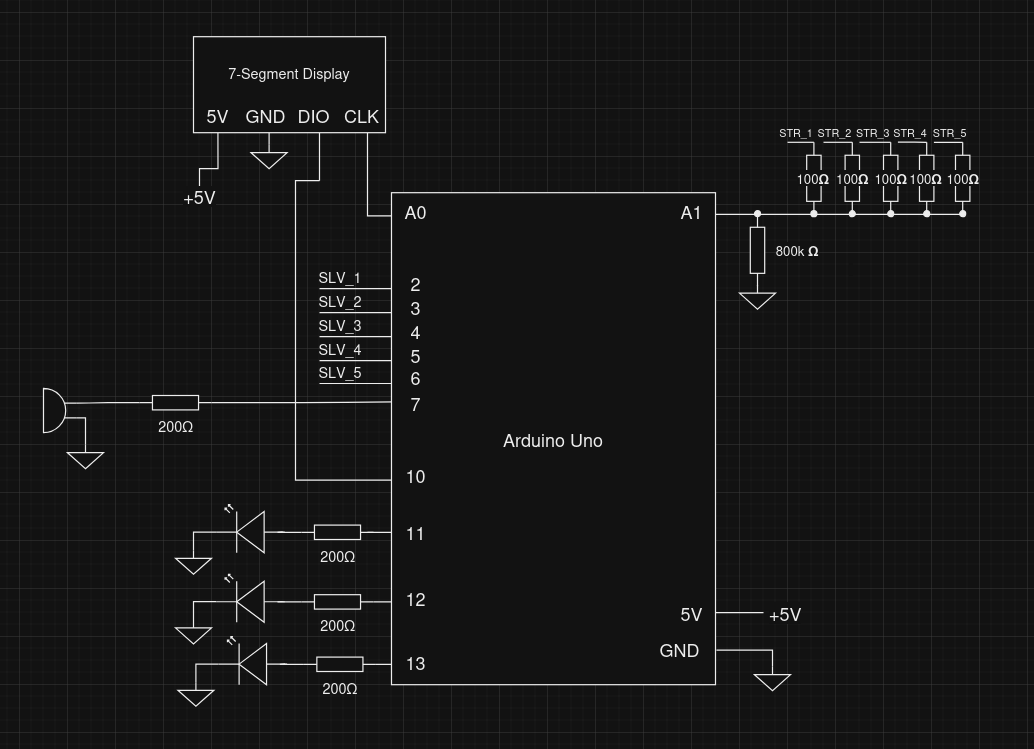 7-Segment Display
5V GND DIO CLK
+5V
STR_1 STR_2 STR_3 STR_4 STR_5
100Ω 100Ω 100Ω 100Ω 100Ω
A0
A1
800k Ω
SLV_1 2
SLV_2 3
SLV_3 4
SLV_4 5
SLV_5 6
7
200Ω
Arduino Uno
10
11
200Ω
12
200Ω
5V +5V
GND
13
200Ω